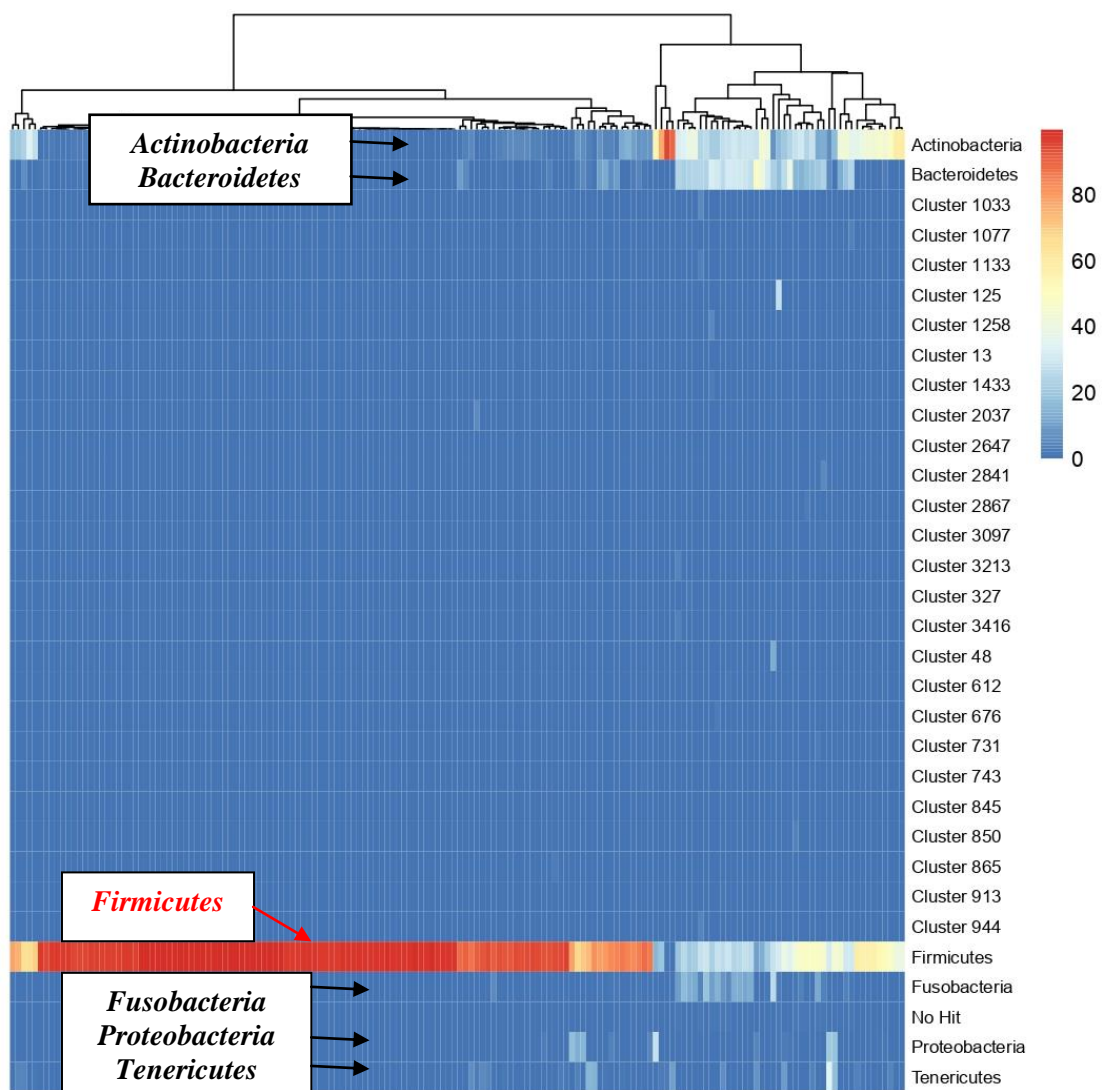 Actinobacteria
Bacteroidetes
Actinobacteria
Bacteroidetes
Cluster 1033
Cluster 1077
Cluster 1133
Cluster 125
Cluster 1258
Cluster 13
Cluster 1433
Cluster 2037
Cluster 2647
Cluster 2841
Cluster 2867
Cluster 3097
Cluster 3213
Cluster 327
Cluster 3416
Cluster 48
Cluster 612
Cluster 676
Cluster 731
Cluster 743
Cluster 845
Cluster 850
Cluster 865
Cluster 913
Cluster 944
Firmicutes
Fusobacteria
No Hit
Proteobacteria
Tenericutes
80
60
40
20
0
Firmicutes
Fusobacteria
Proteobacteria
Tenericutes